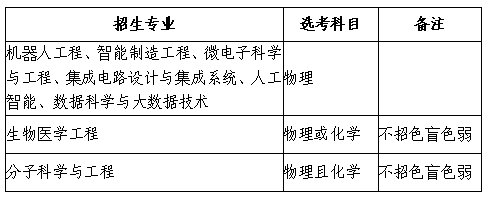 招生专业 选考科目 备注
机器人工程、智能制造工程、微电子科学
与工程、集成电路设计与集成系统、人工 物理
智能、数据科学与大数据技术
生物医学工程 物理或化学 不招色盲色弱
分子科学与工程 物理且化学 不招色盲色弱